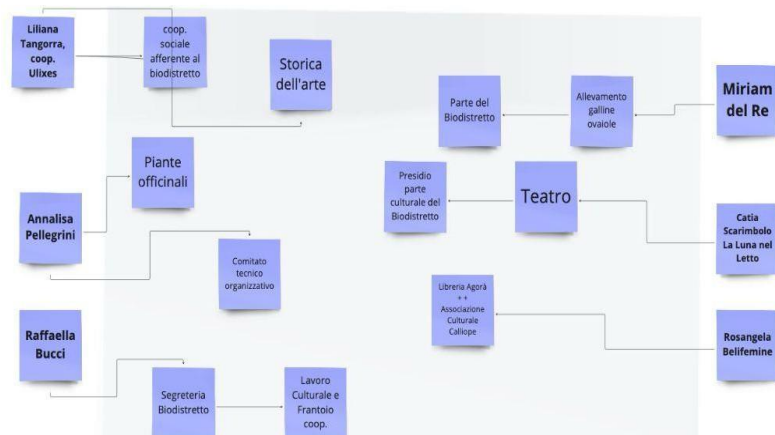 Liliana
Tangorra,
coop.
Ulixes
coop.
sociale
afferente al
biodistretto
Storica
dell'arte
Parte del
Biodistretto
Allevamento
galline
ovaiole
Miriam
del Re
Piante
officinali
Presidio
parte
culturale del
Biodistretto
Teatro
Annalisa
Pellegrini
Catia
Scarimbolo
La Luna nel
Letto
Comitato
tecnico
organizzativo
Libreria Agorà
+ +
Associazione
Culturale
Calliope
Raffaella
Bucci
Rosangela
Belifemine
Segreteria
Biodistretto
Lavoro
Culturale e
Frantoio
coop.